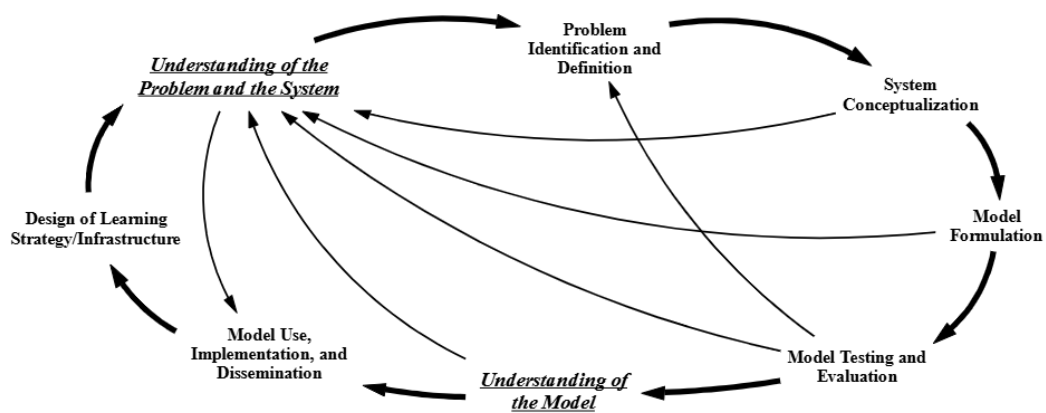 Understanding of the
Problem and the System
Problem
Identification and
Definition
System
Conceptualization
Model
Formulation
Model Testing and
Evaluation
Understanding of
the Model
Model Use,
Implementation, and
Dissemination
Design of Learning
Strategy/Infrastructure